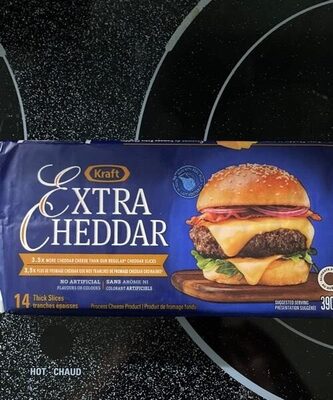 Kraft
EXTRA
CHEDDAR
3.5x MORE CHEDDAR CHEESE THAN OUR REGULAR* CHEDDAR SLICES
3,5x PLUS DE FROMAGE CHEDDAR QUE NOS TRANCHES DE FROMAGE CHEDDAR ORDINAIRES*
NO ARTIFICIAL SANS ARÔME NI
FLAVOURS OR COLOURS COLORANT ARTIFICIELS
14 Thick Slices
tranches épaisses
Process Cheese Product | Produit de fromage fondu
SUGGESTED SERVING
PRÉSENTATION SUGGÉRÉE
390
HOT · CHAUD